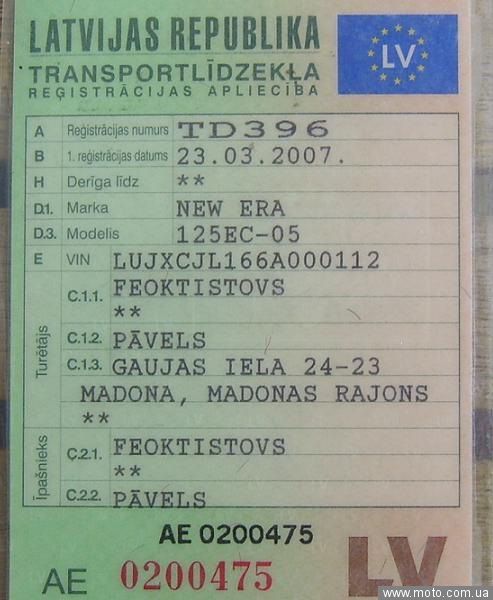 LATVIJAS REPUBLIKA
LV
TRANSPORTLĪDZEKĻA
REĢISTRĀCIJAS APLIECĪBA
A Reģistrācijas numurs TD396
B 1. reģistrācijas datums 23.03.2007.
H Derīga līdz **
D.1. Marka NEW ERA
D.3. Modelis 125EC-05
E VIN LUJXCJL166A000112
Turētājs
C.1.1. FEOKTISTOVS
**
C.1.2. PĀVELS
C.1.3. GAUJAS IELA 24-23
MADONA, MADONAS RAJONS
**
Īpašnieks
C.2.1. FEOKTISTOVS
**
C.2.2. PĀVELS
AE 0200475
AE 0200475
LV
www.moto.com.ua